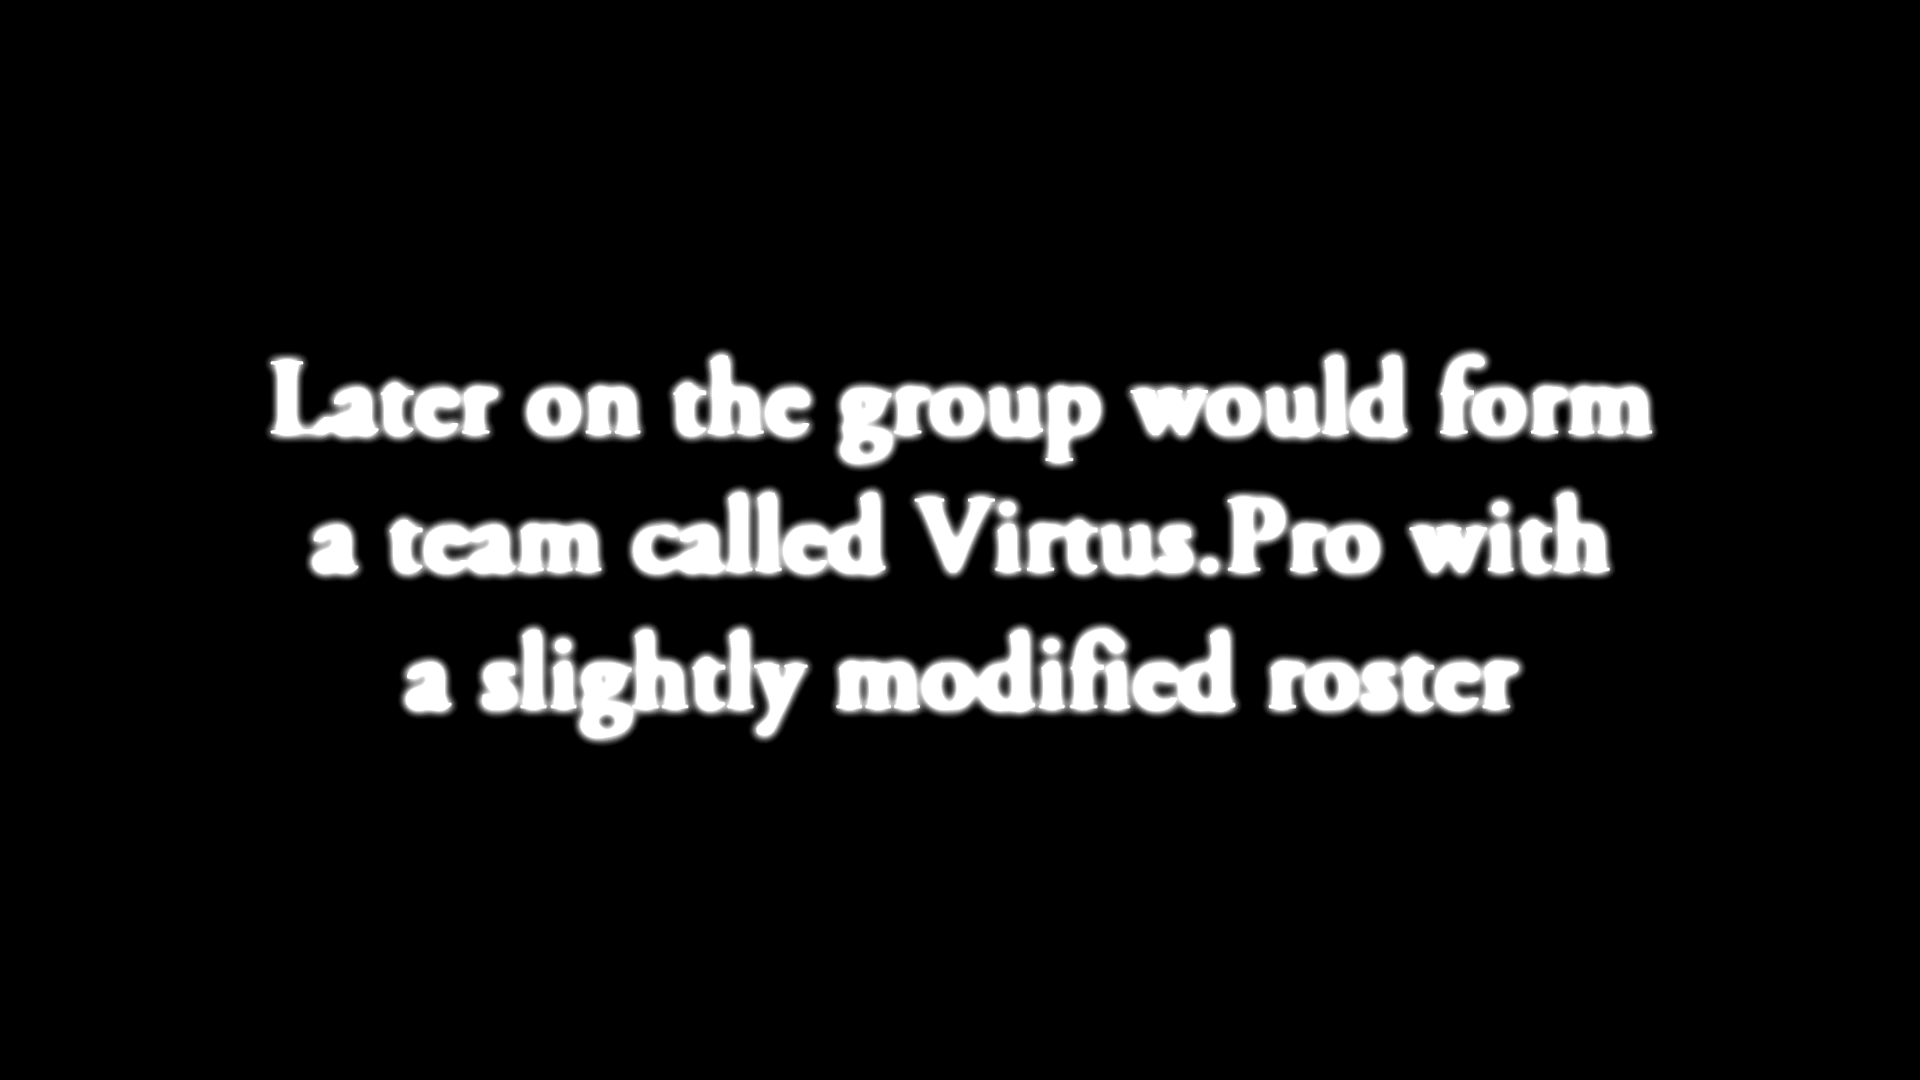 Later on the group would form
a team called Virtus.Pro with
a slightly modified roster